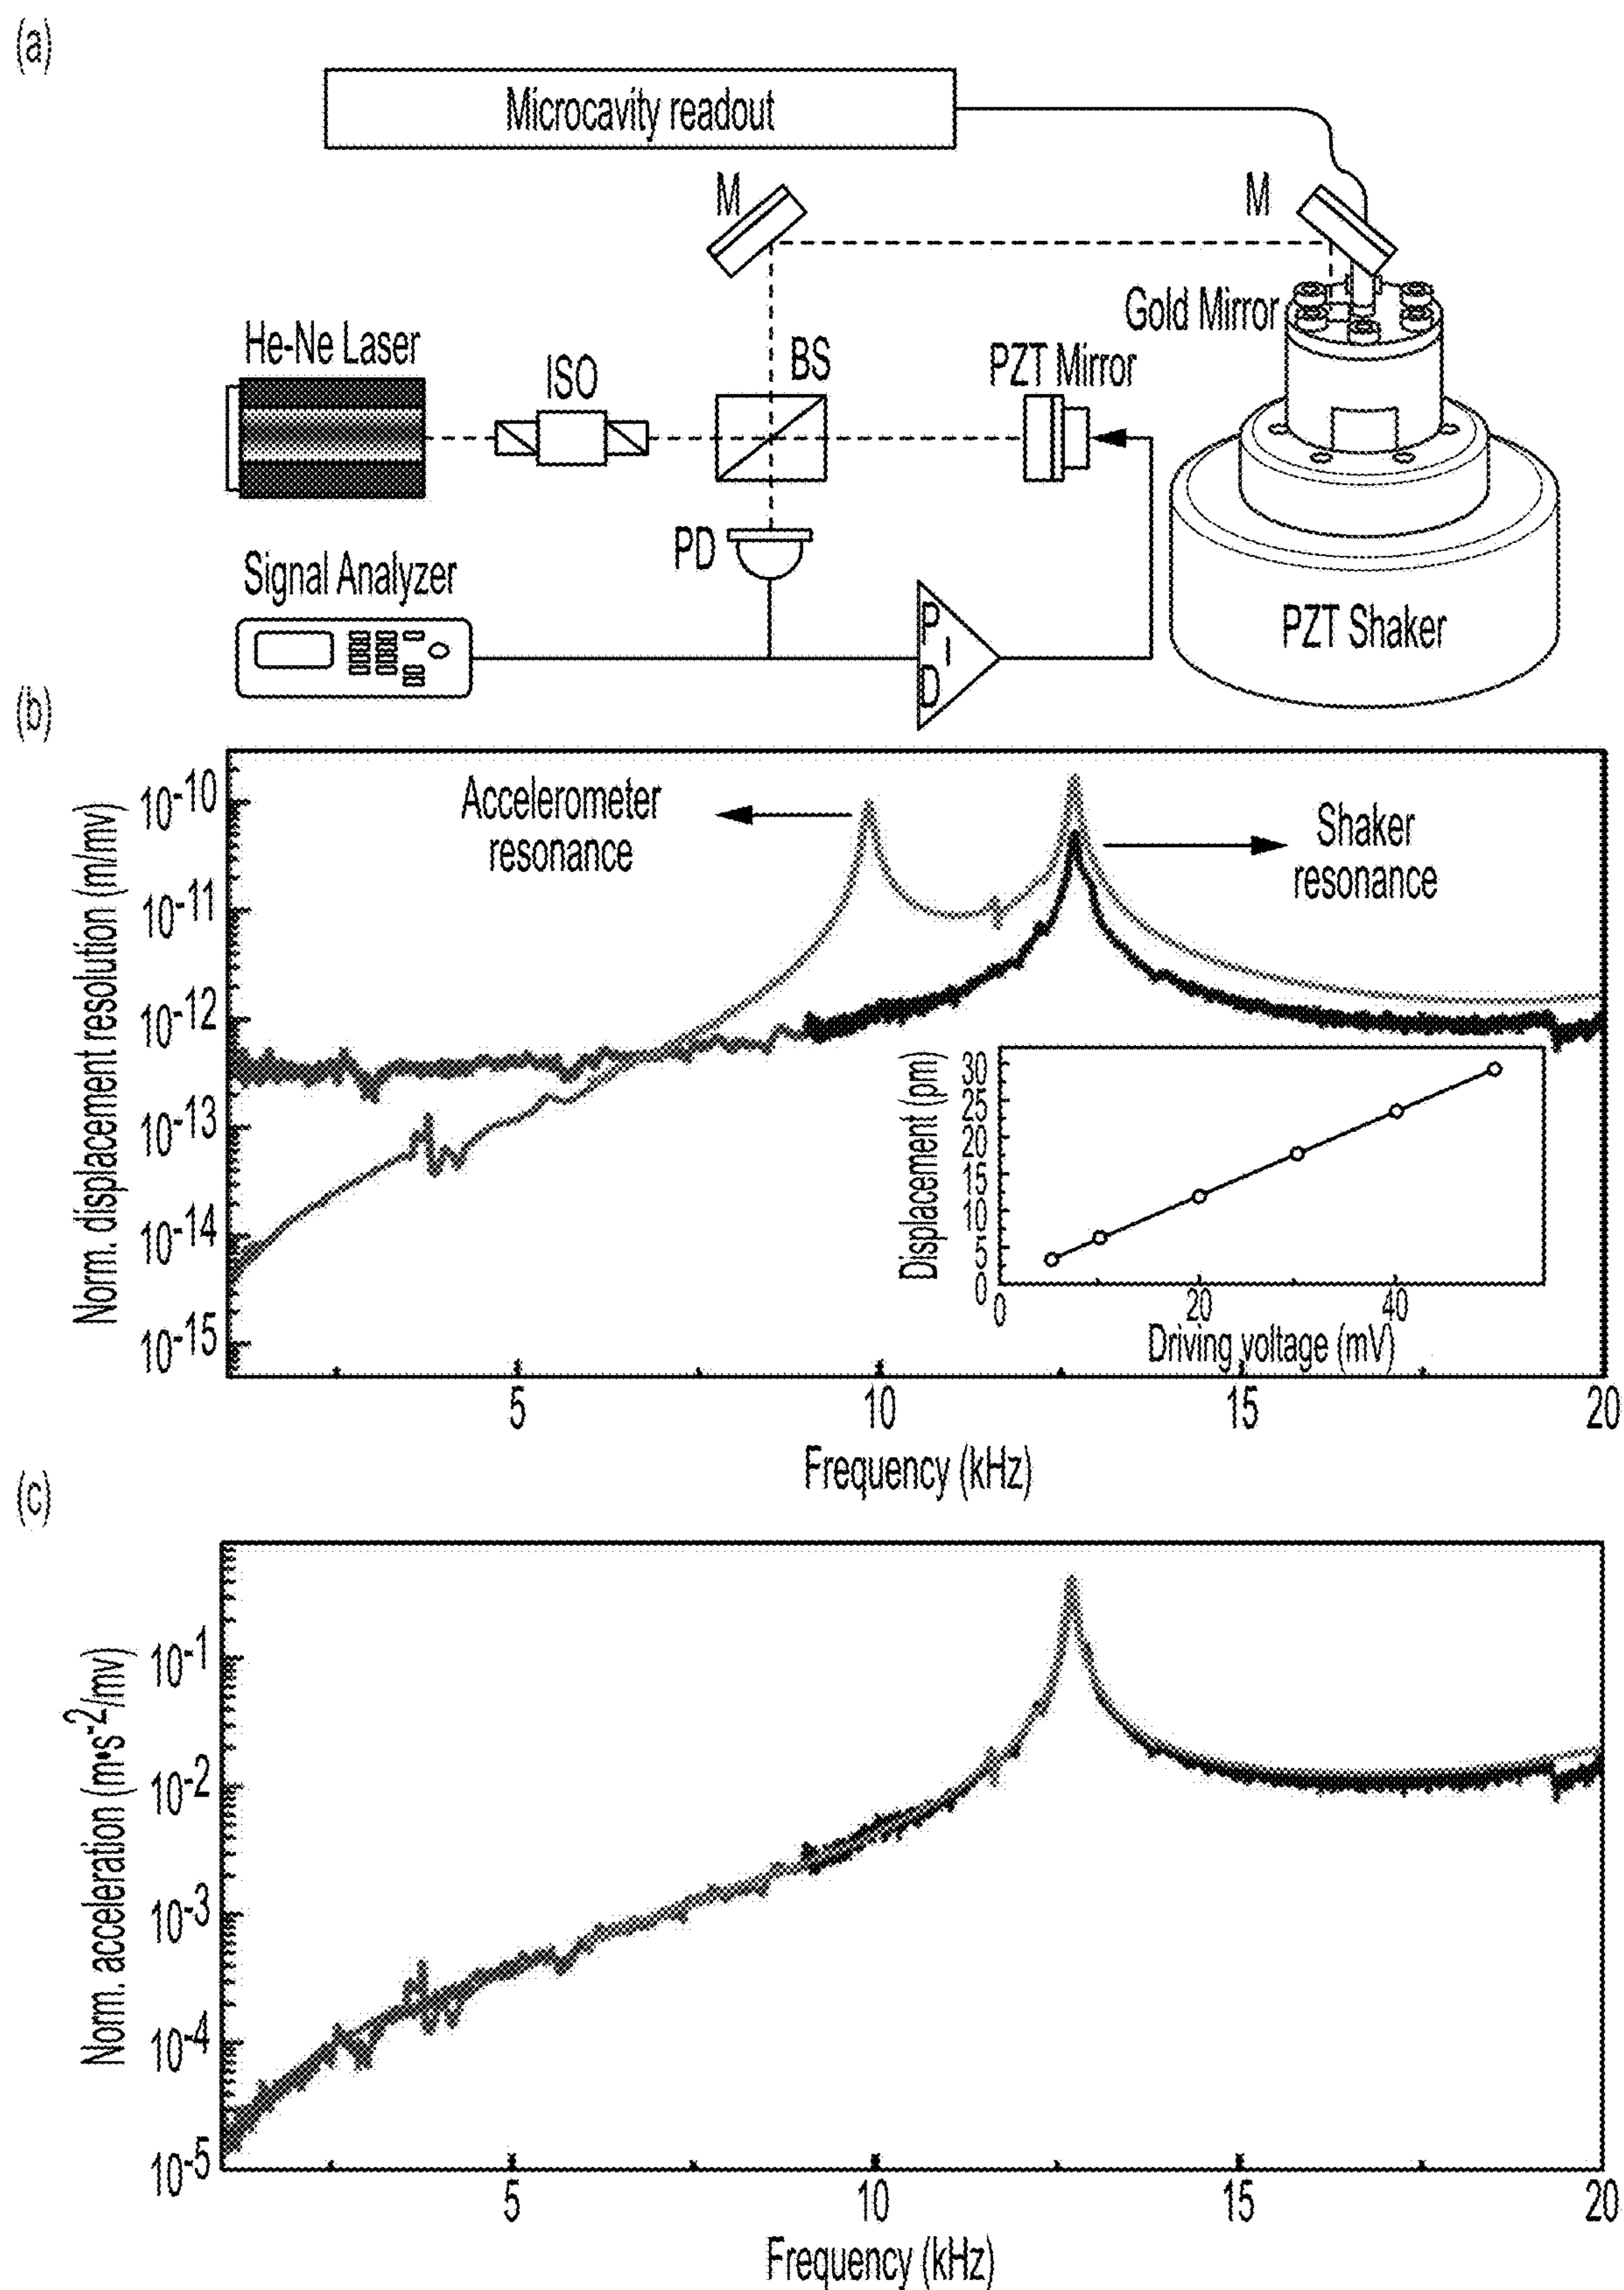 (a)
Microcavity readout
M
M
Gold Mirror
He-Ne Laser
ISO
BS
PZT Mirror
PD
Signal Analyzer
P
I
D
PZT Shaker
(b)
Norm. displacement resolution (m/mv)
10-10
10-11
10-12
10-13
10-14
10-15
Accelerometer
resonance
Shaker
resonance
Displacement (pm)
30
25
20
15
10
5
0
0
20
40
Driving voltage (mV)
5
10
15
20
Frequency (kHz)
(c)
Norm. acceleration (m•s-2/mv)
10-1
10-2
10-3
10-4
10-5
5
10
15
20
Frequency (kHz)